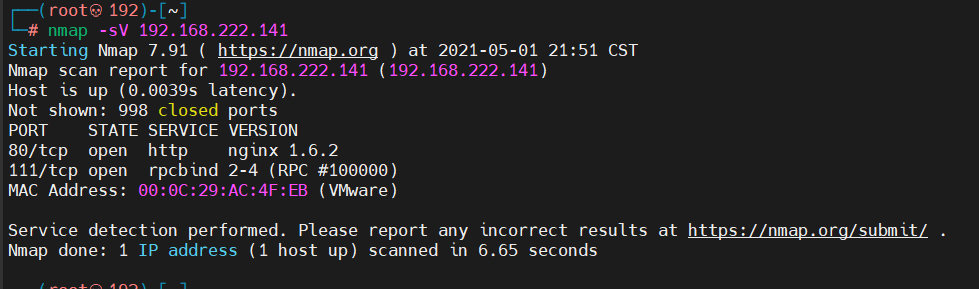 ┌──(root💀192)-[~]
└─# nmap -sV 192.168.222.141
Starting Nmap 7.91 ( https://nmap.org ) at 2021-05-01 21:51 CST
Nmap scan report for 192.168.222.141 (192.168.222.141)
Host is up (0.0039s latency).
Not shown: 998 closed ports
PORT    STATE SERVICE VERSION
80/tcp  open  http    nginx 1.6.2
111/tcp open  rpcbind 2-4 (RPC #100000)
MAC Address: 00:0C:29:AC:4F:EB (VMware)
Service detection performed. Please report any incorrect results at https://nmap.org/submit/ .
Nmap done: 1 IP address (1 host up) scanned in 6.65 seconds
┌──(root💀192)-[~]